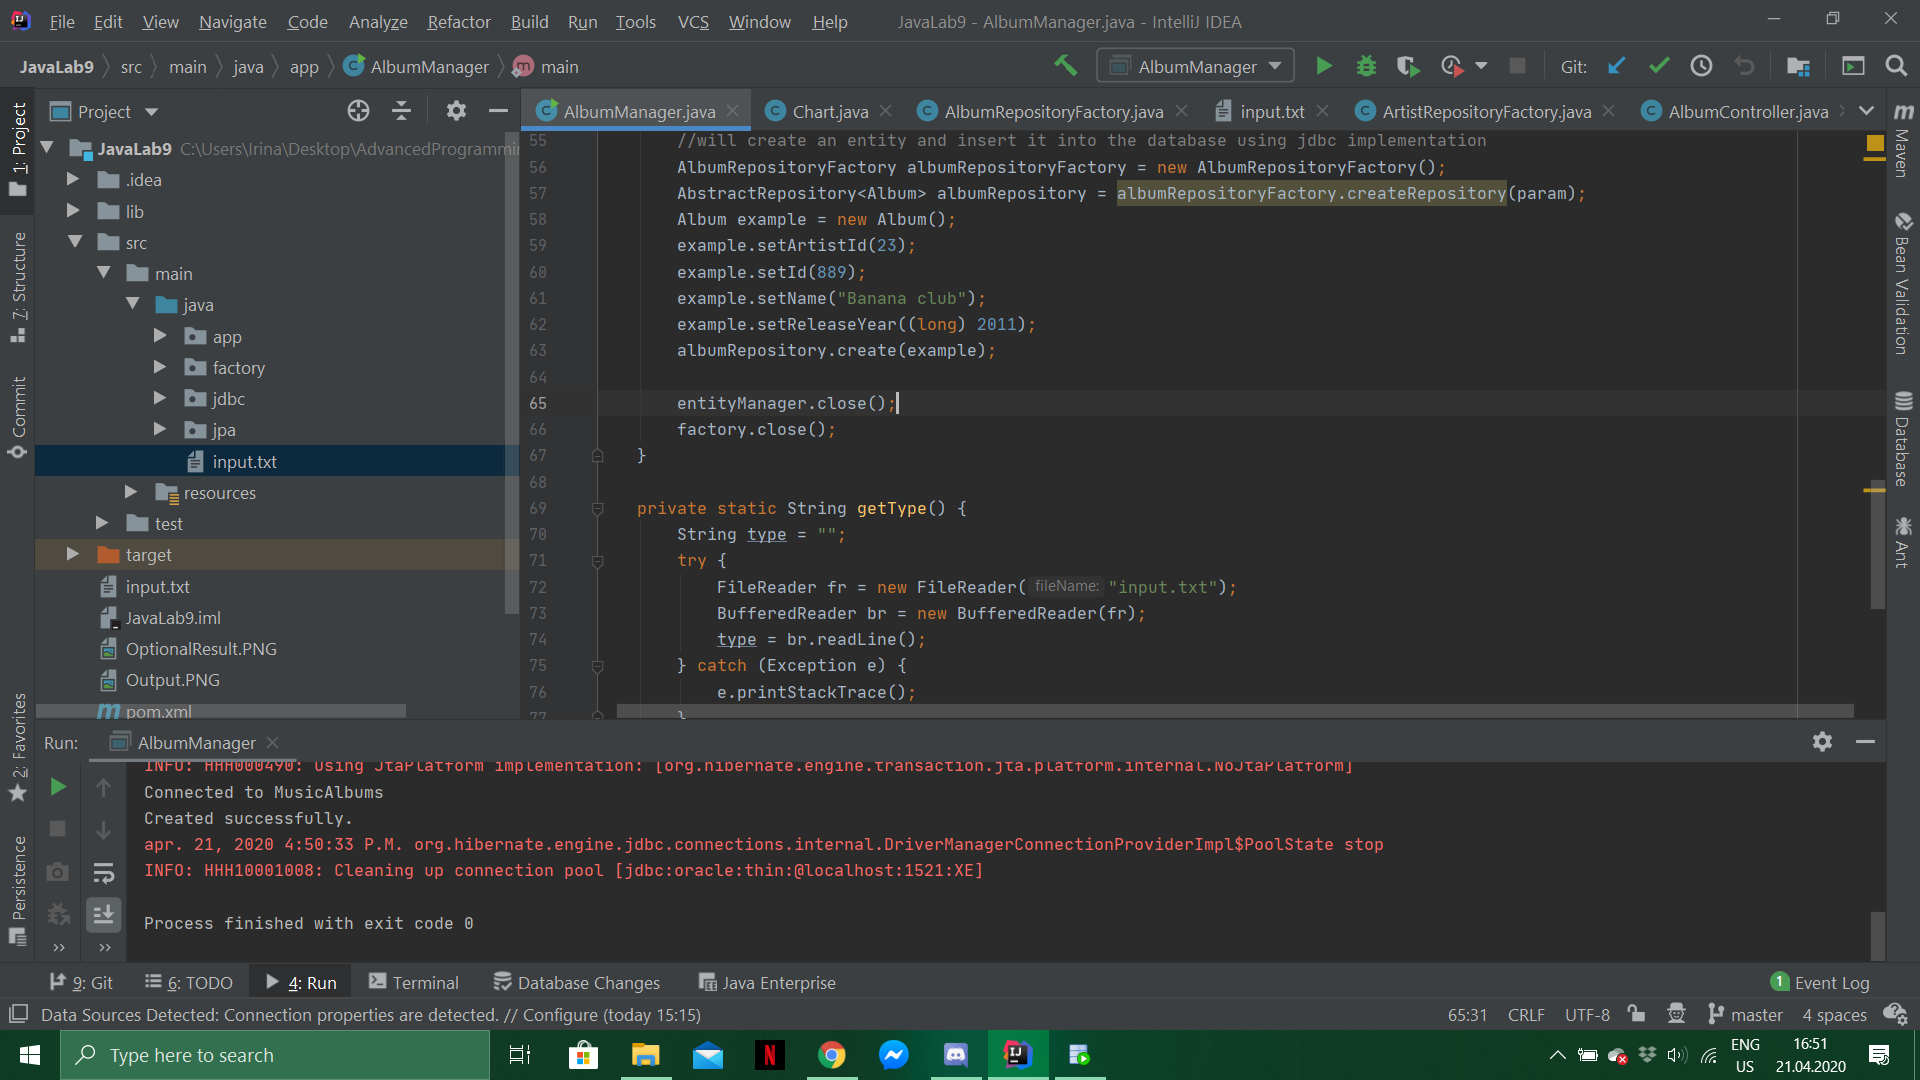 File Edit View Navigate Code Analyze Refactor Build Run Tools VCS Window Help JavaLab9 - AlbumManager.java - IntelliJ IDEA
JavaLab9 src main java app AlbumManager main AlbumManager Git:
Project AlbumManager.java Chart.java AlbumRepositoryFactory.java input.txt ArtistRepositoryFactory.java AlbumController.java
1: Project
7: Structure
Commit
2: Favorites
Persistence
JavaLab9 C:\Users\Irina\Desktop\AdvancedProgrammin
.idea
lib
src
main
java
app
factory
jdbc
jpa
input.txt
resources
test
target
input.txt
JavaLab9.iml
OptionalResult.PNG
Output.PNG
pom.xml
55 //will create an entity and insert it into the database using jdbc implementation
56 AlbumRepositoryFactory albumRepositoryFactory = new AlbumRepositoryFactory();
57 AbstractRepository<Album> albumRepository = albumRepositoryFactory.createRepository(param);
58 Album example = new Album();
59 example.setArtistId(23);
60 example.setId(889);
61 example.setName("Banana club");
62 example.setReleaseYear((long) 2011);
63 albumRepository.create(example);
64
65 entityManager.close();
66 factory.close();
67 }
68
69 private static String getType() {
70 String type = "";
71 try {
72 FileReader fr = new FileReader( fileName: "input.txt");
73 BufferedReader br = new BufferedReader(fr);
74 type = br.readLine();
75 } catch (Exception e) {
76 e.printStackTrace();
77 }
m Maven
Bean Validation
Database
Ant
Run: AlbumManager
INFO: HHH000490: Using JtaPlatform implementation: [org.hibernate.engine.transaction.jta.platform.internal.NoJtaPlatform]
Connected to MusicAlbums
Created successfully.
apr. 21, 2020 4:50:33 P.M. org.hibernate.engine.jdbc.connections.internal.DriverManagerConnectionProviderImpl$PoolState stop
INFO: HHH10001008: Cleaning up connection pool [jdbc:oracle:thin:@localhost:1521:XE]
Process finished with exit code 0
9: Git 6: TODO 4: Run Terminal Database Changes Java Enterprise 1 Event Log
Data Sources Detected: Connection properties are detected. // Configure (today 15:15) 65:31 CRLF UTF-8 master 4 spaces
Type here to search ENG US 16:51 21.04.2020